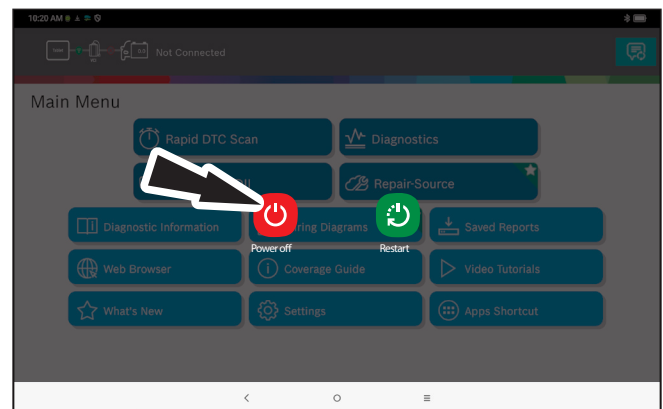 10:20 AM
Not Connected
Main Menu
Rapid DTC Scan
Diagnostics
Repair-Source
Diagnostic Information
Diagrams
Saved Reports
Power off
Restart
Web Browser
Coverage Guide
Video Tutorials
What's New
Settings
Apps Shortcut